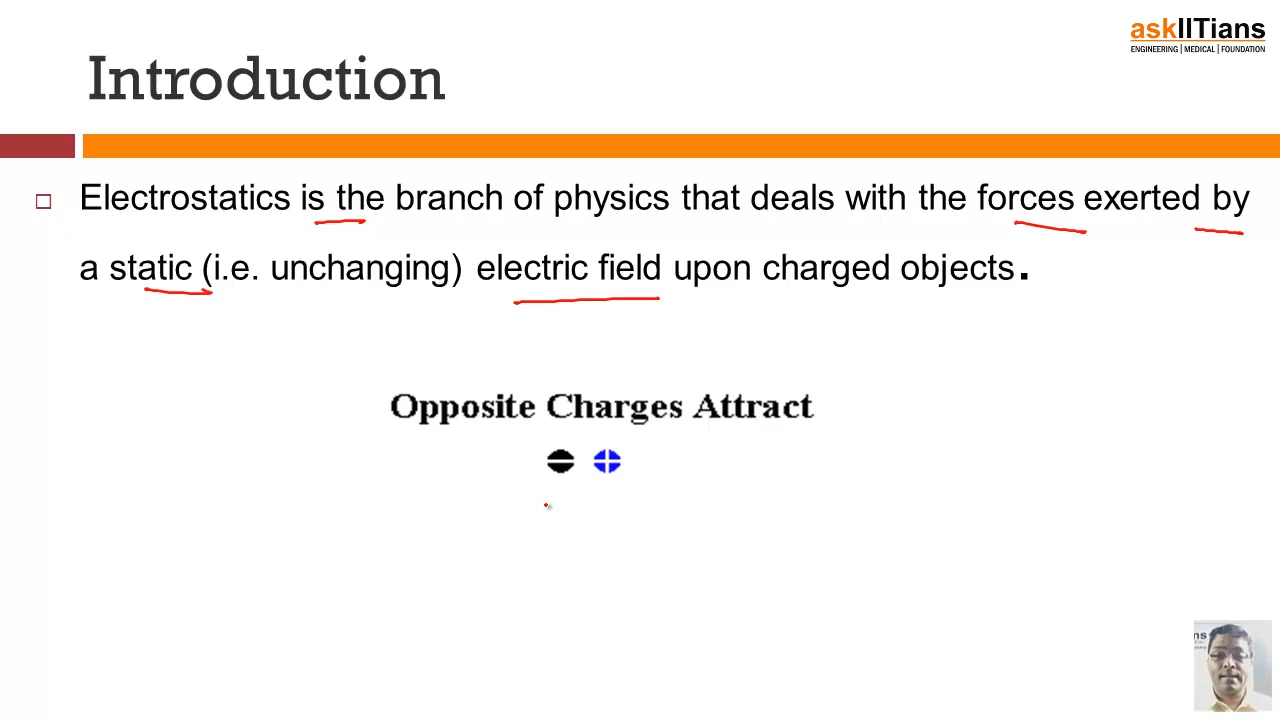 askIITians
ENGINEERING | MEDICAL | FOUNDATION
Introduction
Electrostatics is the branch of physics that deals with the forces exerted by
a static (i.e. unchanging) electric field upon charged objects.
Opposite Charges Attract